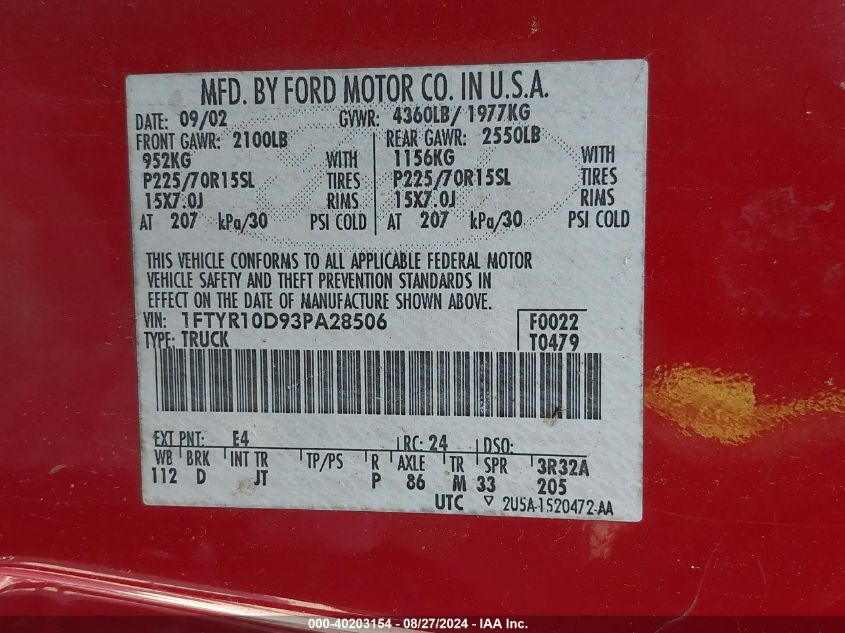 MFD. BY FORD MOTOR CO. IN U.S.A.
DATE: 09/02 GVWR: 4360LB/ 1977KG
FRONT GAWR: 2100LB REAR GAWR: 2550LB
952KG WITH 1156KG WITH
P225/70R15SL TIRES P225/70R15SL TIRES
15X7.0J RIMS 15X7.0J RIMS
AT 207 kPa/30 PSI COLD AT 207 kPa/30 PSI COLD
THIS VEHICLE CONFORMS TO ALL APPLICABLE FEDERAL MOTOR
VEHICLE SAFETY AND THEFT PREVENTION STANDARDS IN
EFFECT ON THE DATE OF MANUFACTURE SHOWN ABOVE.
VIN: 1FTYR10D93PA28506 F0022
TYPE: TRUCK T0479
EXT PNT: E4 RC: 24 DSO:
WB BRK INT TR TP/PS R AXLE TR SPR 3R32A
112 D JT P 86 M 33 205
UTC ▽ 2U5A-1520472-AA
000-40203154 - 08/27/2024 - IAA Inc.